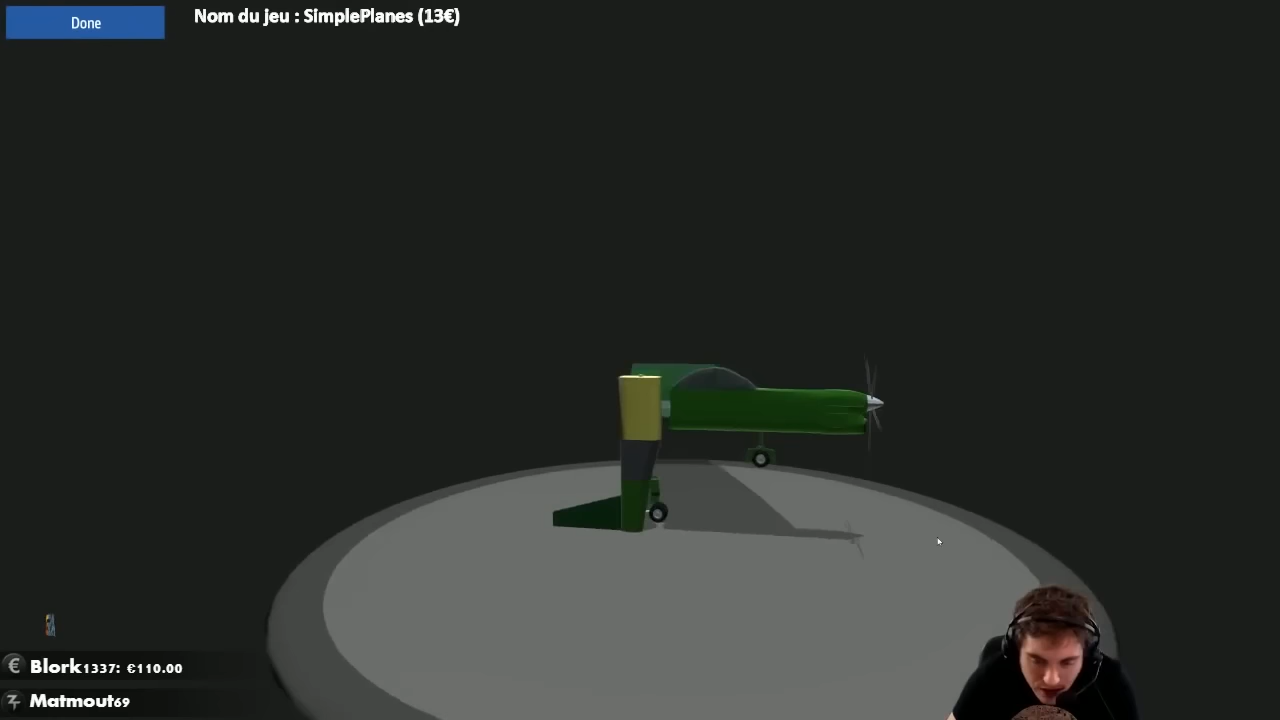 Done
Nom du jeu : SimplePlanes (13€)
€ Blork1337: €110.00
Matmout69